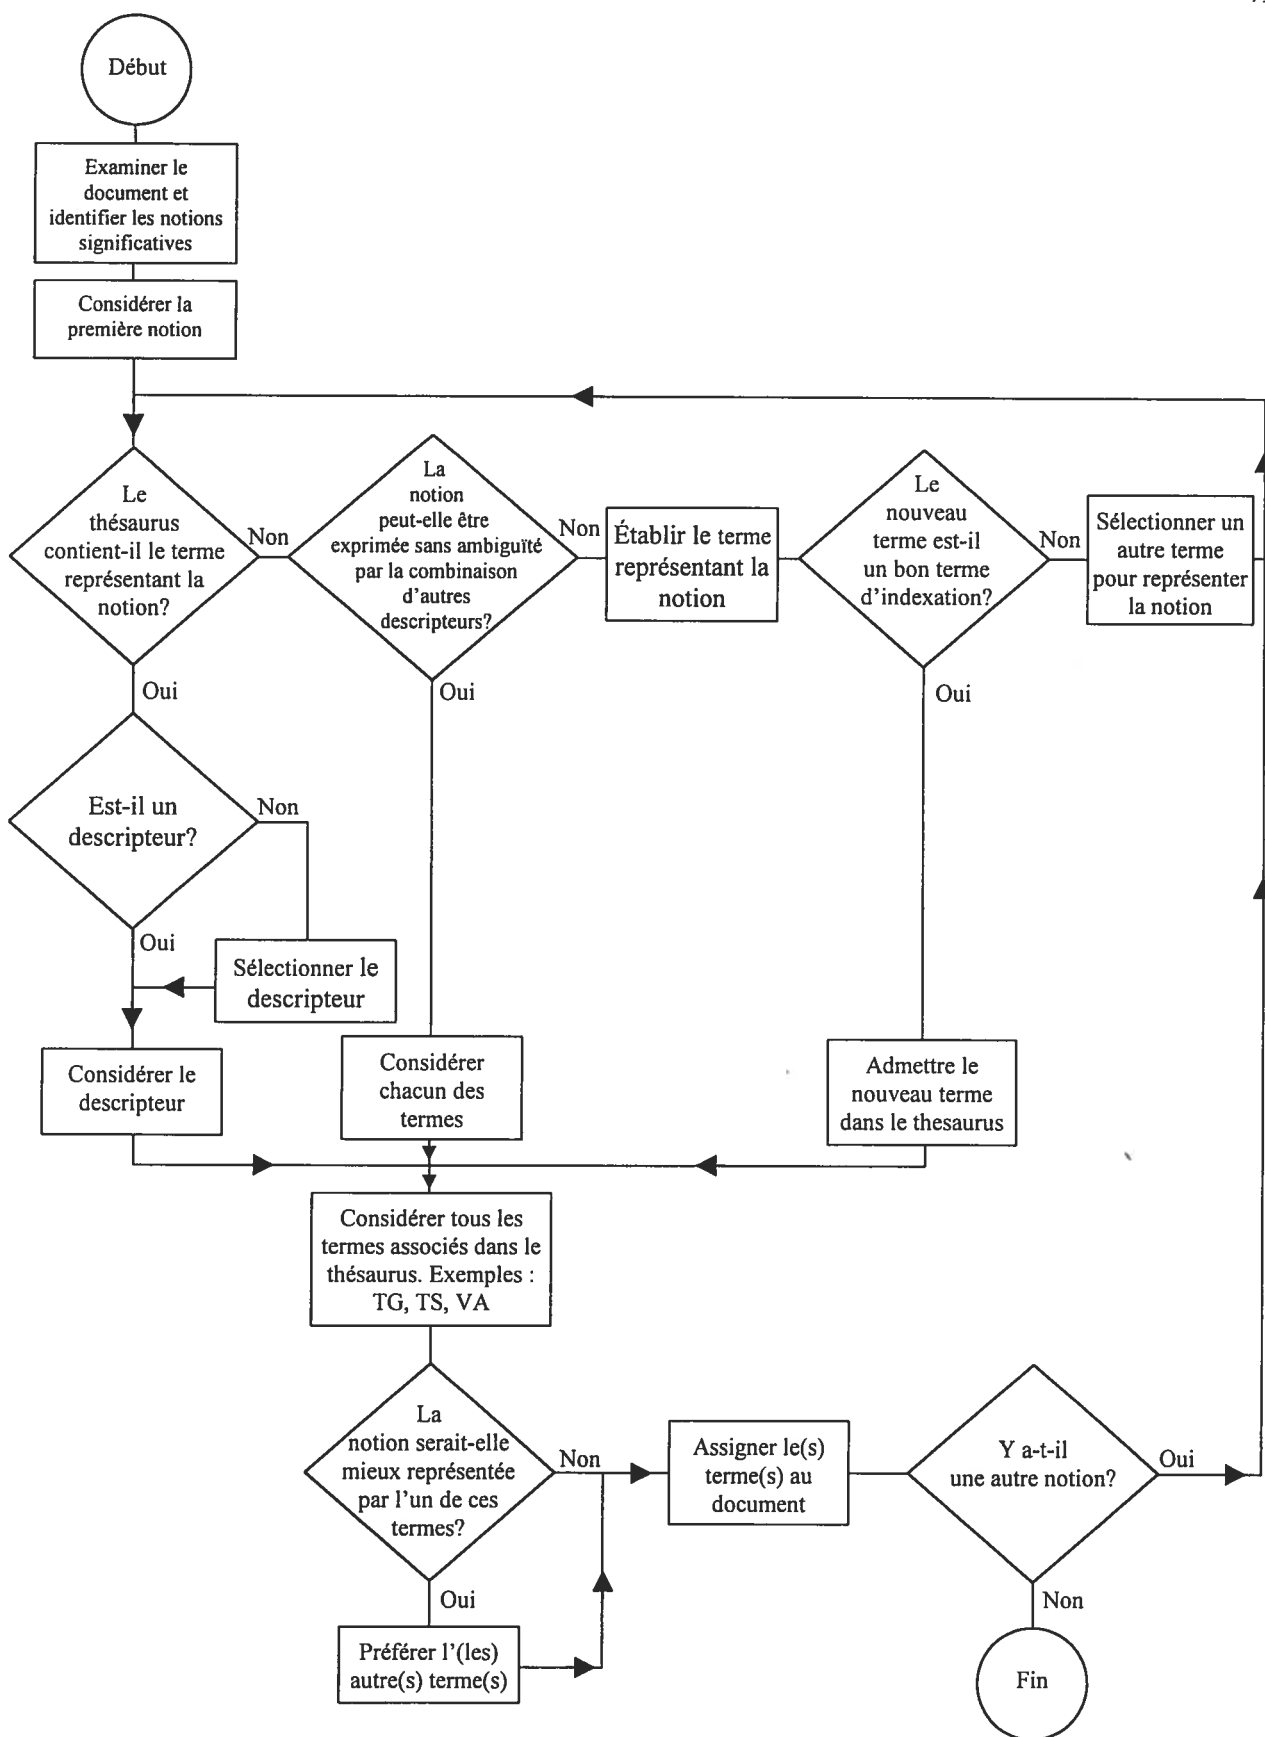 Début
Examiner le
document et
identifier les notions
significatives
Considérer la
première notion
Le
thésaurus
contient-il le terme
représentant la
notion?
Non
La
notion
peut-elle être
exprimée sans ambiguïté
par la combinaison
d'autres
descripteurs?
Non
Établir le terme
représentant la
notion
Le
nouveau
terme est-il
un bon terme
d'indexation?
Non
Sélectionner un
autre terme
pour représenter
la notion
Oui
Oui
Oui
Est-il un
descripteur?
Non
Oui
Sélectionner le
descripteur
Considérer le
descripteur
Considérer
chacun des
termes
Admettre le
nouveau terme
dans le thesaurus
Considérer tous les
termes associés dans le
thésaurus. Exemples :
TG, TS, VA
La
notion serait-elle
mieux représentée
par l'un de ces
termes?
Non
Assigner le(s)
terme(s) au
document
Y a-t-il
une autre notion?
Oui
Oui
Non
Préférer l'(les)
autre(s) terme(s)
Fin